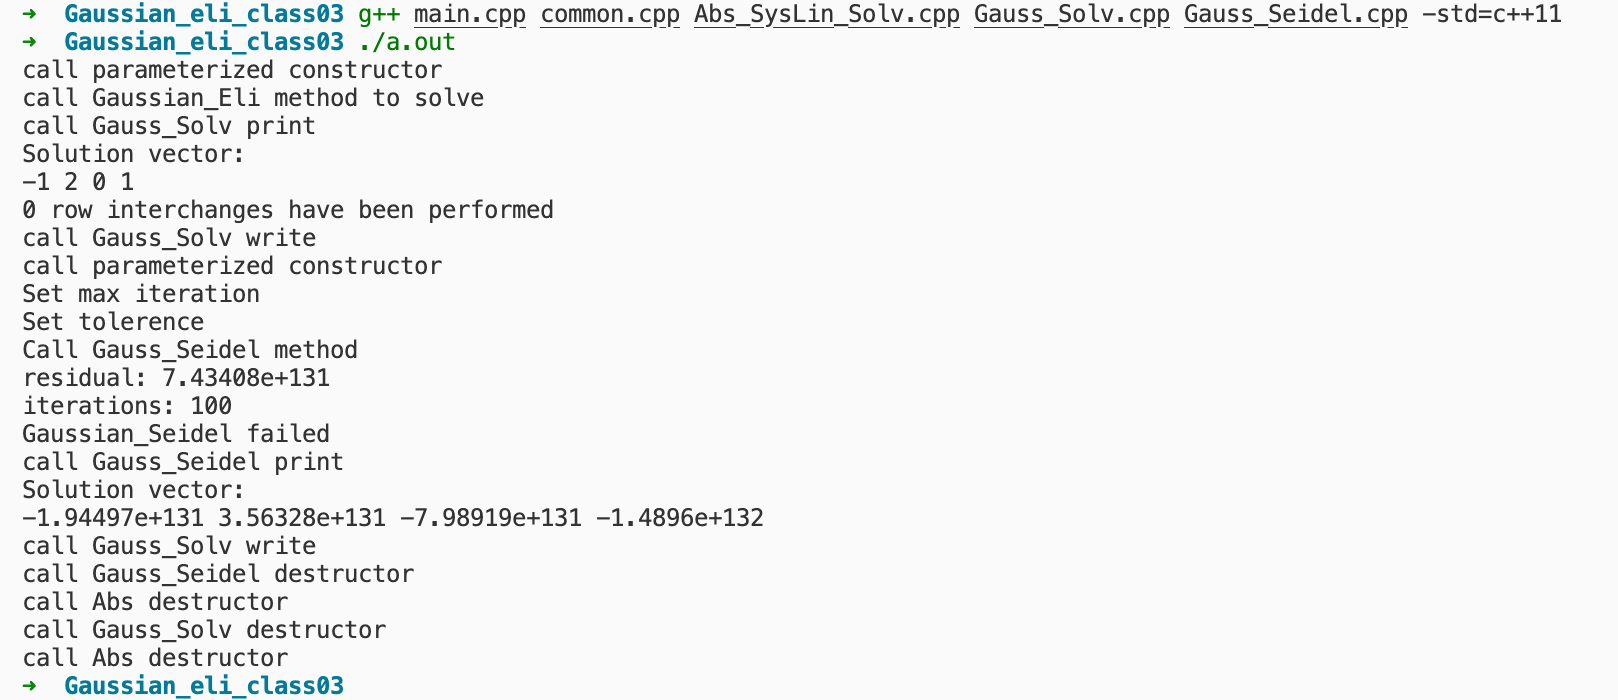 → Gaussian_eli_class03 g++ main.cpp common.cpp Abs_SysLin_Solv.cpp Gauss_Solv.cpp Gauss_Seidel.cpp -std=c++11
→ Gaussian_eli_class03 ./a.out
call parameterized constructor
call Gaussian_Eli method to solve
call Gauss_Solv print
Solution vector:
-1 2 0 1
0 row interchanges have been performed
call Gauss_Solv write
call parameterized constructor
Set max iteration
Set tolerence
Call Gauss_Seidel method
residual: 7.43408e+131
iterations: 100
Gaussian_Seidel failed
call Gauss_Seidel print
Solution vector:
-1.94497e+131 3.56328e+131 -7.98919e+131 -1.4896e+132
call Gauss_Solv write
call Gauss_Seidel destructor
call Abs destructor
call Gauss_Solv destructor
call Abs destructor
→ Gaussian_eli_class03